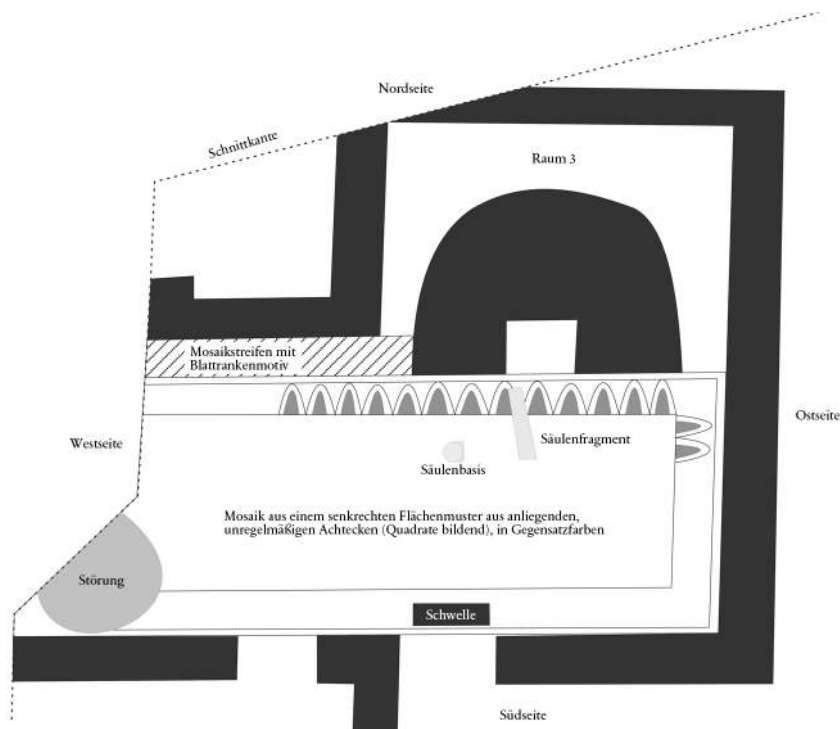 Nordseite
Schnittkante
Raum 3
Mosaikstreifen mit
Blattrankenmotiv
Ostseite
Westseite
Säulenfragment
Säulenbasis
Mosaik aus einem senkrechten Flächenmuster aus anliegenden,
unregelmäßigen Achtecken (Quadrate bildend), in Gegensatzfarben
Störung
Schwelle
Südseite